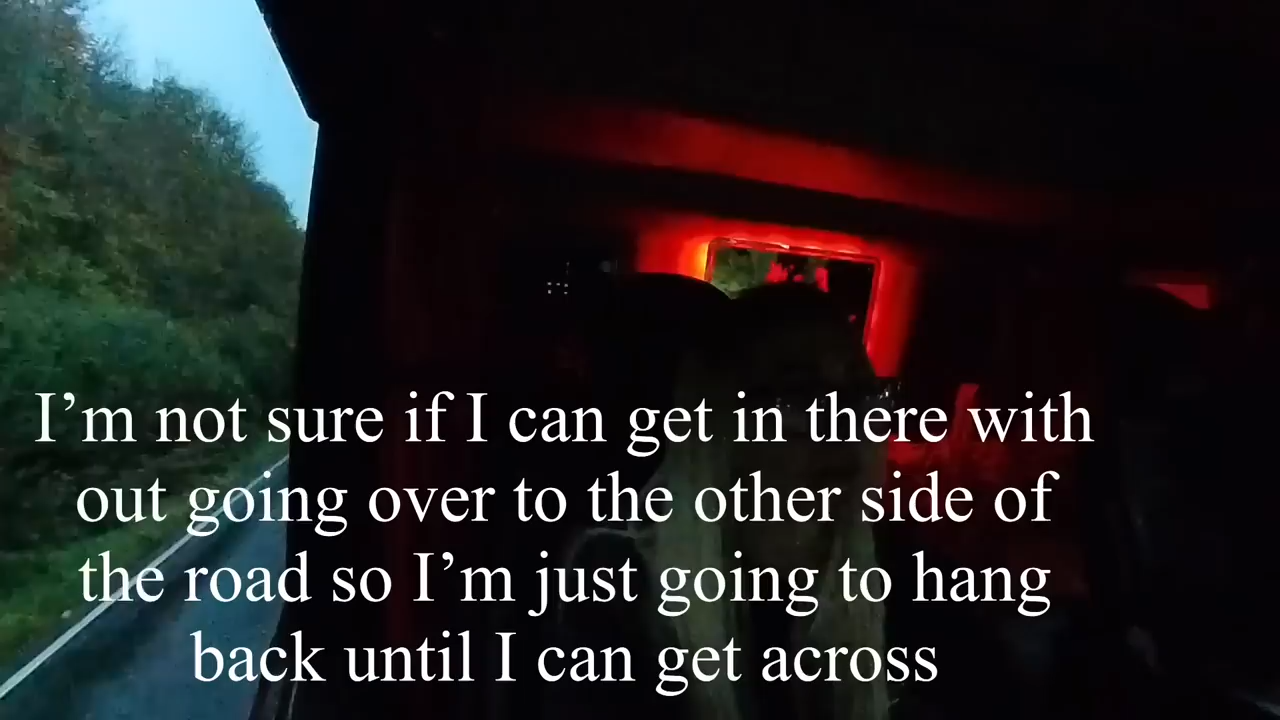 I’m not sure if I can get in there with
out going over to the other side of
the road so I’m just going to hang
back until I can get across